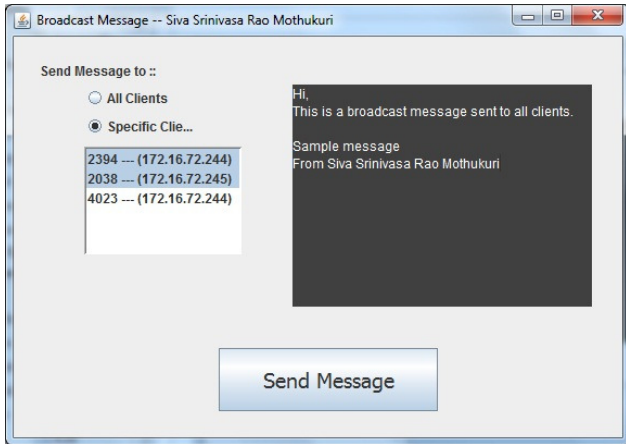 Broadcast Message -- Siva Srinivasa Rao Mothukuri
Send Message to ::
All Clients
Specific Clie...
2394 --- (172.16.72.244)
2038 --- (172.16.72.245)
4023 --- (172.16.72.244)
Hi,
This is a broadcast message sent to all clients.
Sample message
From Siva Srinivasa Rao Mothukuri
Send Message